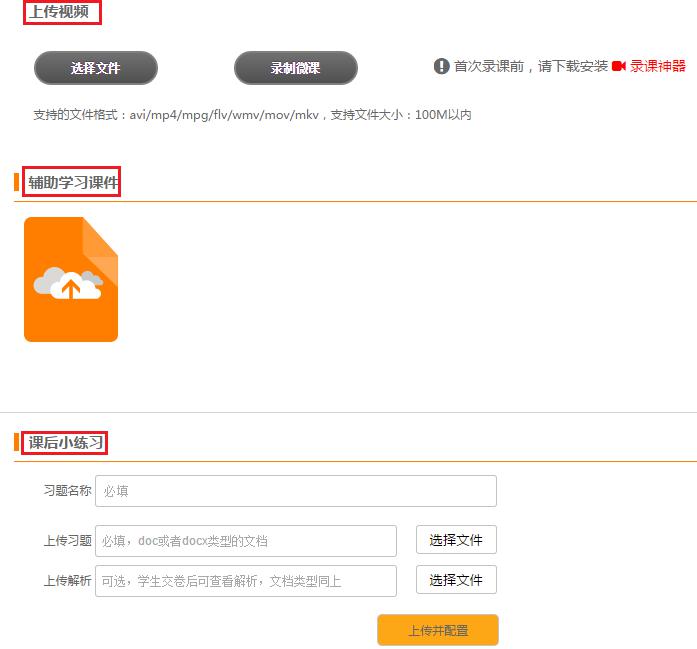 上传视频
选择文件 录制微课 首次录课前，请下载安装 录课神器
支持的文件格式：avi/mp4/mpg/flv/wmv/mov/mkv，支持文件大小：100M以内
辅助学习课件
课后小练习
习题名称 必填
上传习题 必填，doc或者docx类型的文档 选择文件
上传解析 可选，学生交卷后可查看解析，文档类型同上 选择文件
上传并配置